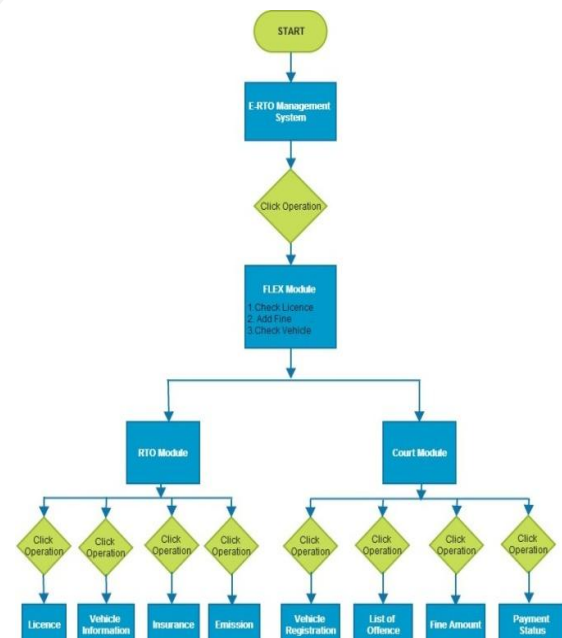 START
E-RTO Management
System
Click Operation
FLEX Module
1 Check Licence
2. Add Fine
3.Check Vehicle
RTO Module
Court Module
Click
Operation
Click
Operation
Click
Operation
Click
Operation
Click
Operation
Click
Operation
Click
Operation
Click
Operation
Licence
Vehicle
Information
Insurance
Emission
Vehicle
Registration
List of
Offence
Fine Amount
Payment
Status